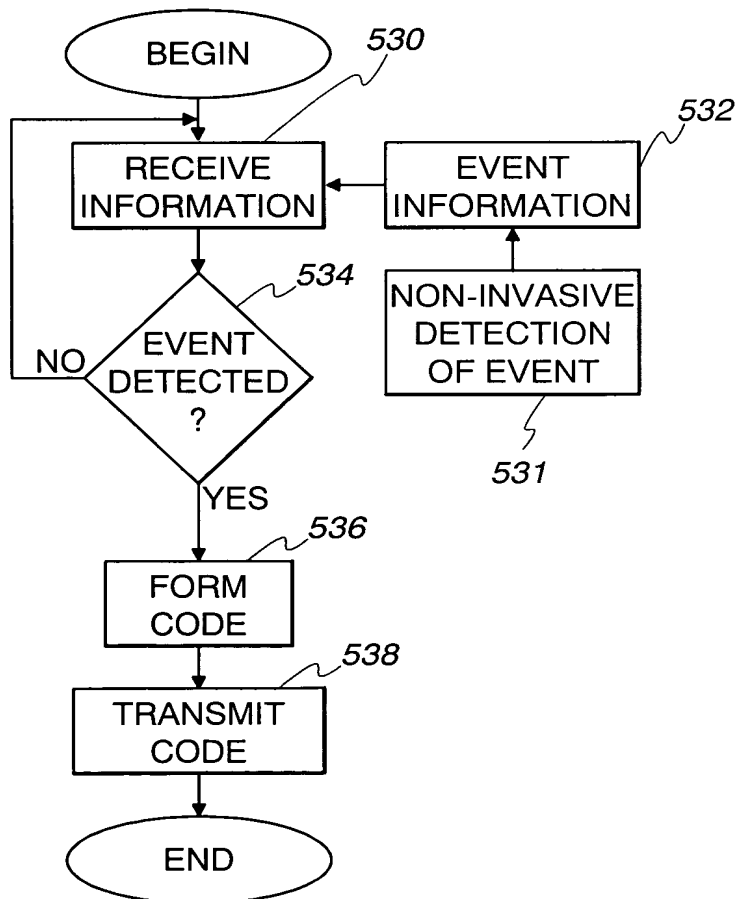 BEGIN
530
RECEIVE
INFORMATION
532
EVENT
INFORMATION
534
EVENT
DETECTED
?
NO
NON-INVASIVE
DETECTION
OF EVENT
531
YES
536
FORM
CODE
538
TRANSMIT
CODE
END